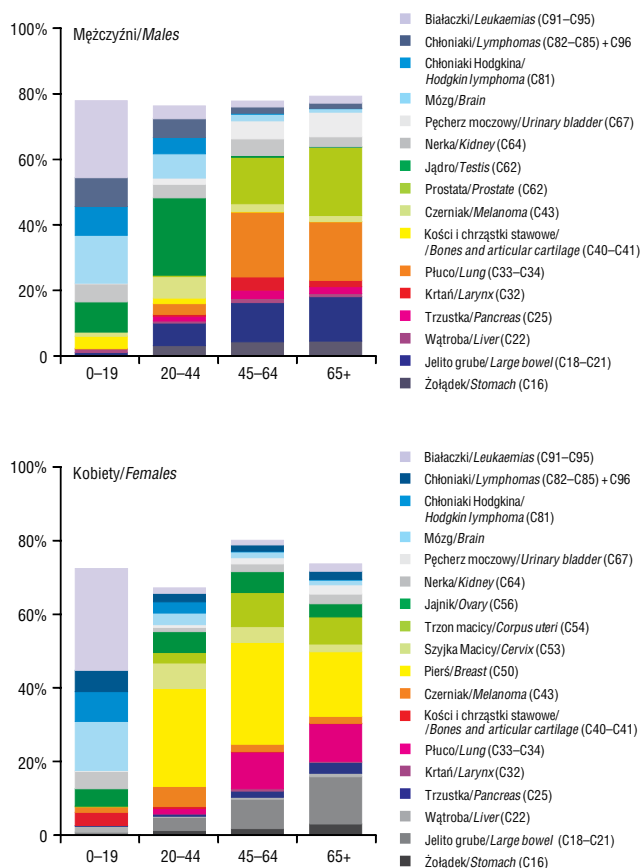 Mężczyźni/Males
100%
80%
60%
40%
20%
0
0–19
20–44
45–64
65+
Białaczki/Leukaemias (C91–C95)
Chłoniaki/Lymphomas (C82–C85) + C96
Chłoniaki Hodgkina/
Hodgkin lymphoma (C81)
Mózg/Brain
Pęcherz moczowy/Urinary bladder (C67)
Nerka/Kidney (C64)
Jądro/Testis (C62)
Prostata/Prostate (C62)
Czerniak/Melanoma (C43)
Kości i chrząstki stawowe/
/Bones and articular cartilage (C40–C41)
Płuco/Lung (C33–C34)
Krtań/Larynx (C32)
Trzustka/Pancreas (C25)
Wątroba/Liver (C22)
Jelito grube/Large bowel (C18–C21)
Żołądek/Stomach (C16)
Kobiety/Females
100%
80%
60%
40%
20%
0
0–19
20–44
45–64
65+
Białaczki/Leukaemias (C91–C95)
Chłoniaki/Lymphomas (C82–C85) + C96
Chłoniaki Hodgkina/
Hodgkin lymphoma (C81)
Mózg/Brain
Pęcherz moczowy/Urinary bladder (C67)
Nerka/Kidney (C64)
Jajnik/Ovary (C56)
Trzon macicy/Corpus uteri (C54)
Szyjka Macicy/Cervix (C53)
Pierś/Breast (C50)
Czerniak/Melanoma (C43)
Kości i chrząstki stawowe/
/Bones and articular cartilage (C40–C41)
Płuco/Lung (C33–C34)
Krtań/Larynx(C32)
Trzustka/Pancreas (C25)
Wątroba/Liver (C22)
Jelito grube/Large bowel (C18–C21)
Żołądek/Stomach (C16)